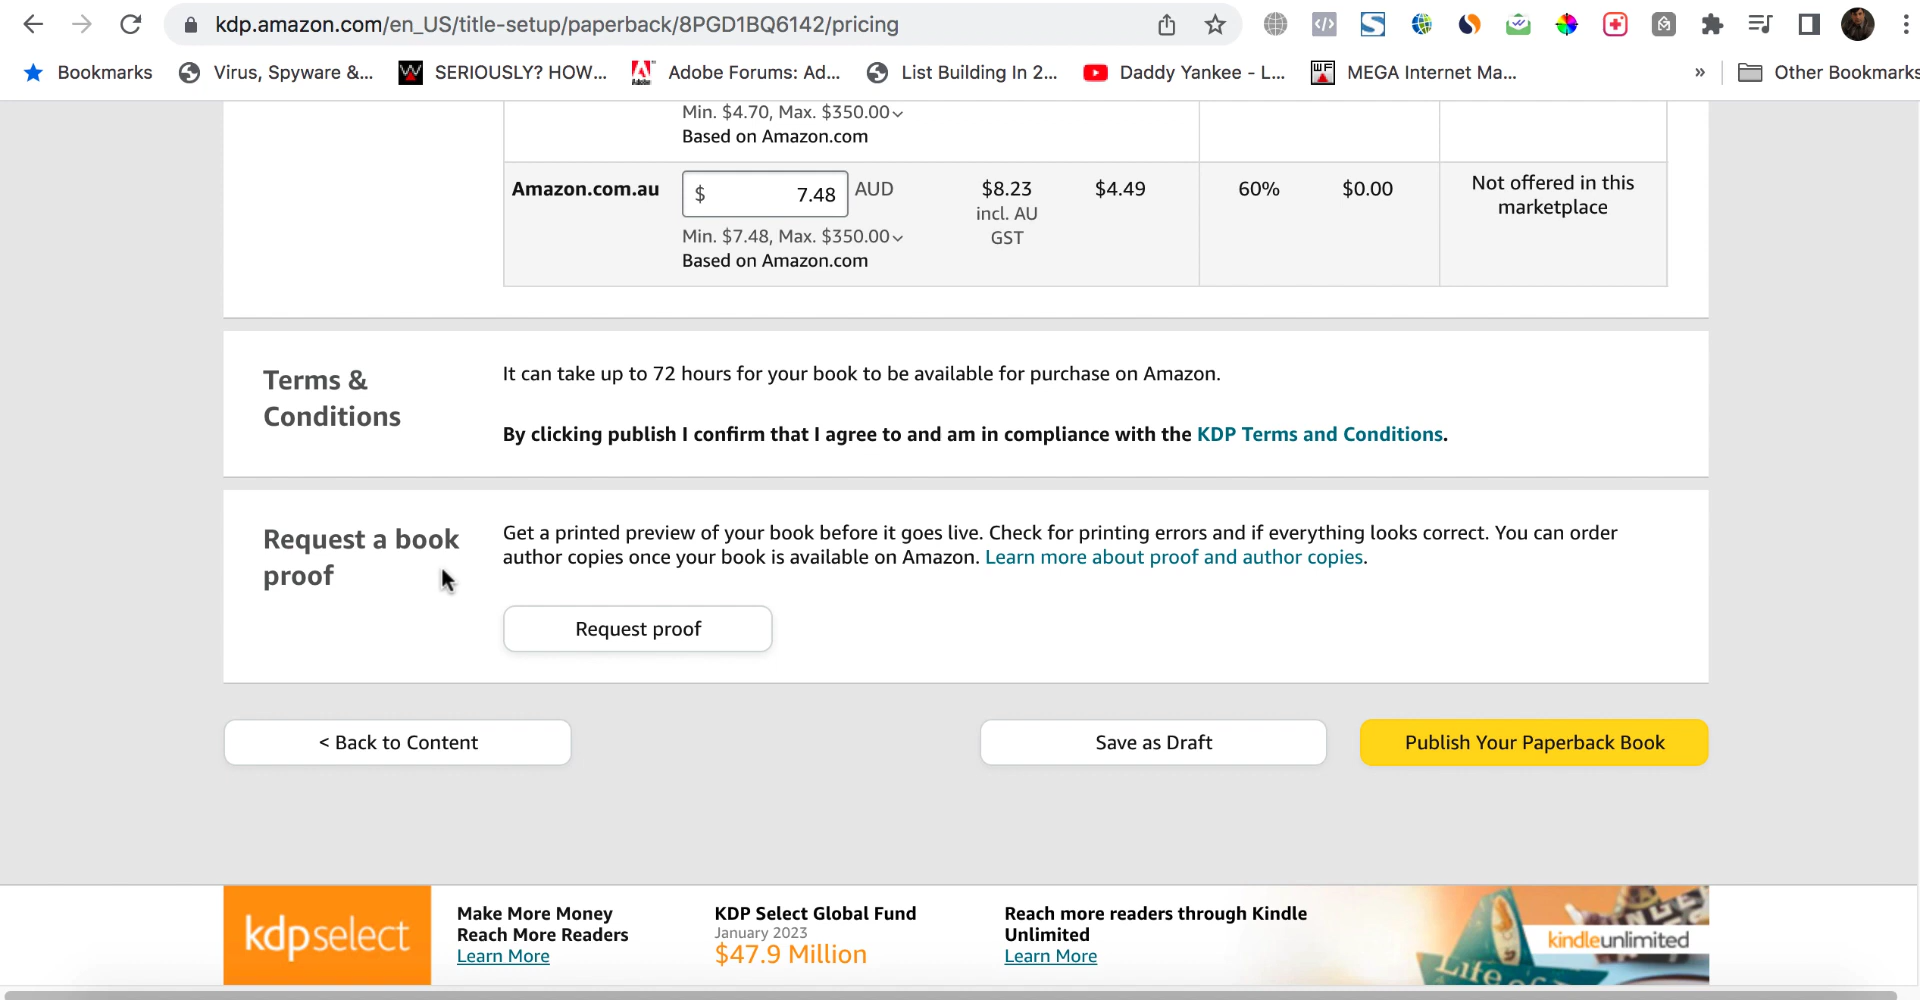 kdp.amazon.com/en_US/title-setup/paperback/8PGD1BQ6142/pricing
Bookmarks
Virus, Spyware &...
SERIOUSLY? HOW...
Adobe Forums: Ad...
List Building In 2...
Daddy Yankee - L...
MEGA Internet Ma...
»
Other Bookmarks
Min. $4.70, Max. $350.00
Based on Amazon.com
Amazon.com.au
$ 7.48
AUD
$8.23
incl. AU
GST
$4.49
60%
$0.00
Not offered in this
marketplace
Min. $7.48, Max. $350.00
Based on Amazon.com
Terms &
Conditions
It can take up to 72 hours for your book to be available for purchase on Amazon.
By clicking publish I confirm that I agree to and am in compliance with the KDP Terms and Conditions.
Request a book
proof
Get a printed preview of your book before it goes live. Check for printing errors and if everything looks correct. You can order
author copies once your book is available on Amazon. Learn more about proof and author copies.
Request proof
< Back to Content
Save as Draft
Publish Your Paperback Book
kdpselect
Make More Money
Reach More Readers
Learn More
KDP Select Global Fund
January 2023
$47.9 Million
Reach more readers through Kindle
Unlimited
Learn More
kindleunlimited
Life of